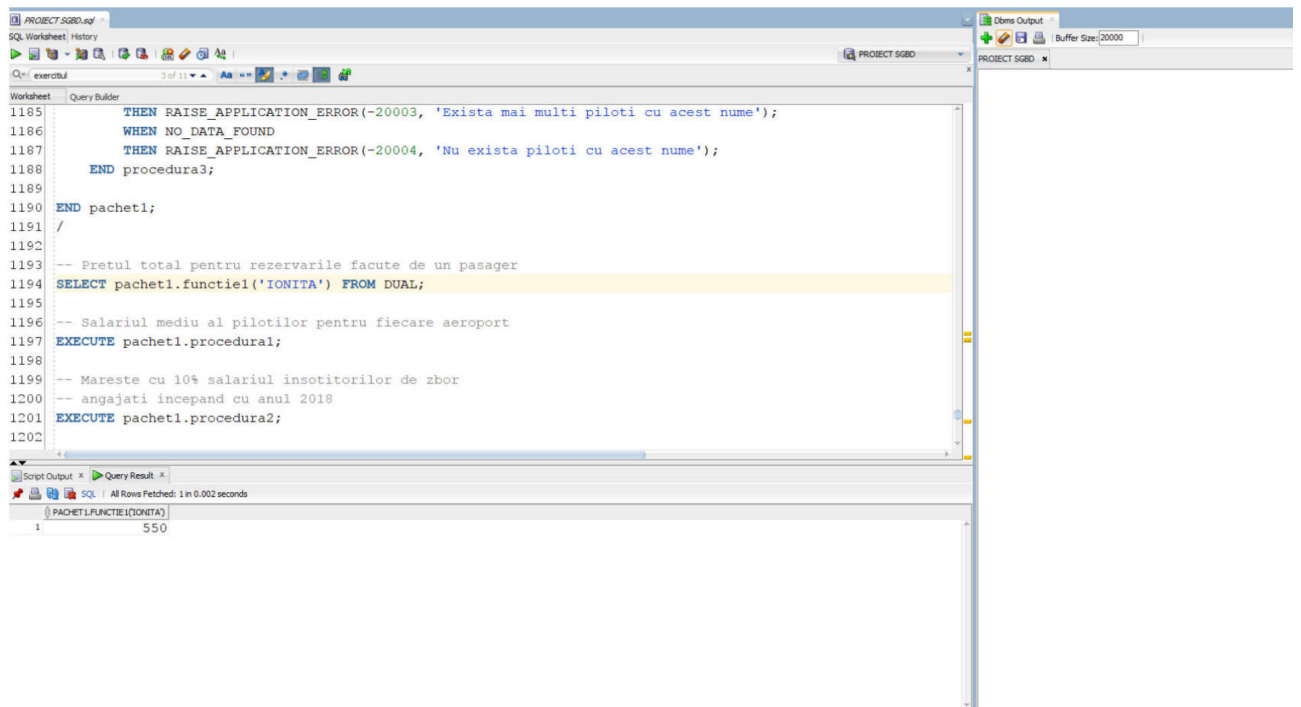 PROIECT SGBD.sql
SQL Worksheet History
PROIECT SGBD
exercitiul
3 of 11
Aa
Worksheet Query Builder
1185 THEN RAISE_APPLICATION_ERROR(-20003, 'Exista mai multi piloti cu acest nume');
1186 WHEN NO_DATA_FOUND
1187 THEN RAISE_APPLICATION_ERROR(-20004, 'Nu exista piloti cu acest nume');
1188 END procedura3;
1189
1190 END pachet1;
1191 /
1192
1193 -- Pretul total pentru rezervarile facute de un pasager
1194 SELECT pachet1.functie1('IONITA') FROM DUAL;
1195
1196 -- Salariul mediu al pilotilor pentru fiecare aeroport
1197 EXECUTE pachet1.procedura1;
1198
1199 -- Mareste cu 10% salariul insotitorilor de zbor
1200 -- angajati incepand cu anul 2018
1201 EXECUTE pachet1.procedura2;
1202
Script Output x Query Result x
SQL | All Rows Fetched: 1 in 0.002 seconds
PACHET1.FUNCTIE1('IONITA')
1 550
Dbms Output
Buffer Size: 20000
PROIECT SGBD x